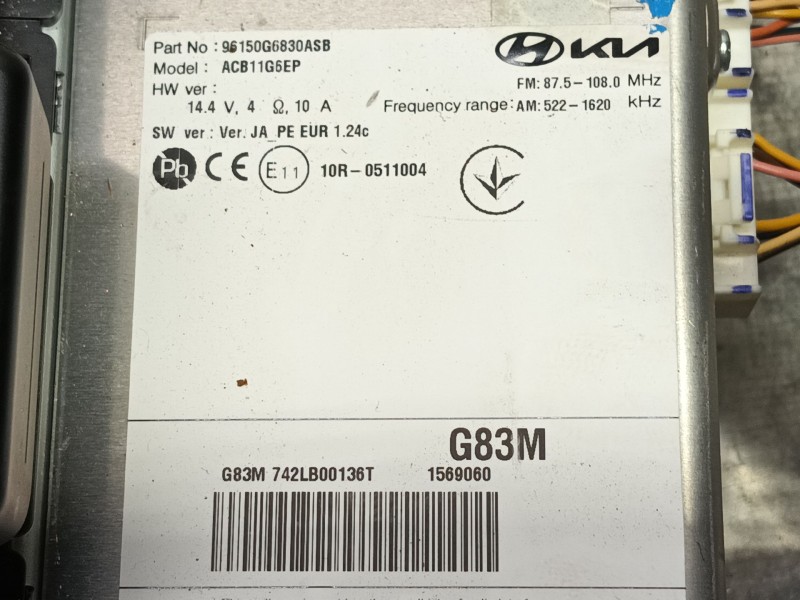 Part No : 96150G6830ASB
Model : ACB11G6EP
HW ver :
14.4 V, 4 Ω, 10 A
SW ver : Ver. JA_PE EUR 1.24c
KIA
FM: 87.5-108.0 MHz
Frequency range: AM: 522-1620 kHz
Pb CE E11 10R-0511004
G83M
G83M 742LB00136T 1569060